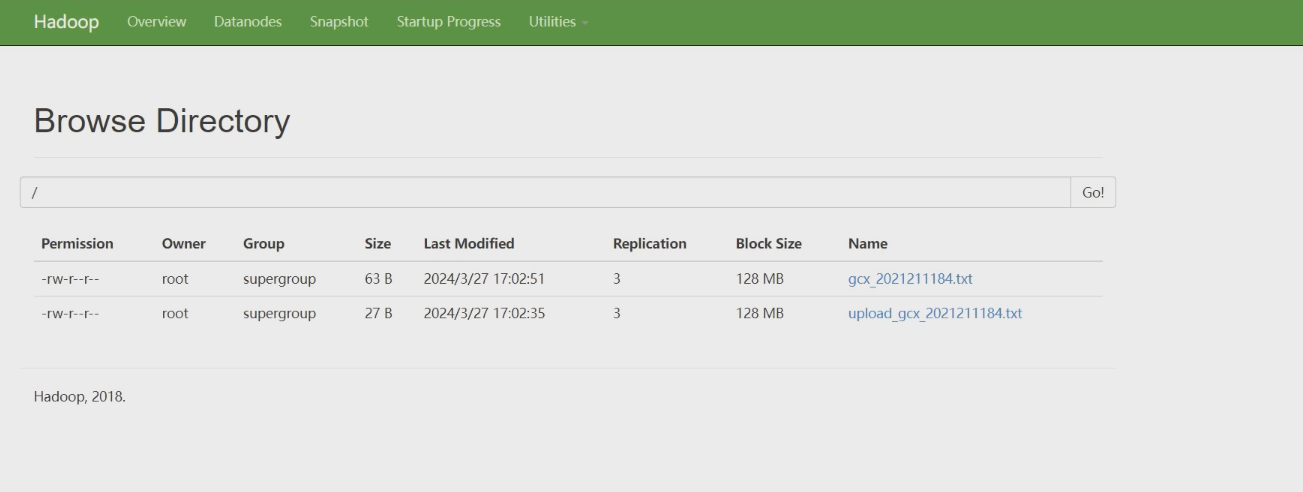 Hadoop Overview Datanodes Snapshot Startup Progress Utilities
Browse Directory
/ Go!
Permission Owner Group Size Last Modified Replication Block Size Name
-rw-r--r-- root supergroup 63 B 2024/3/27 17:02:51 3 128 MB gcx_2021211184.txt
-rw-r--r-- root supergroup 27 B 2024/3/27 17:02:35 3 128 MB upload_gcx_2021211184.txt
Hadoop, 2018.